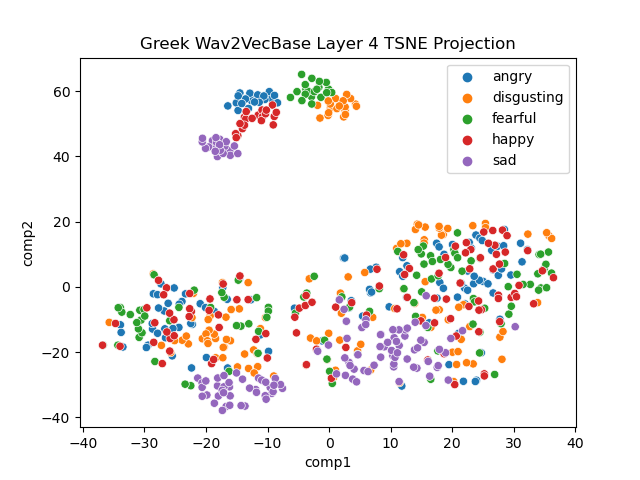 Greek Wav2VecBase Layer 4 TSNE Projection
angry
disgusting
fearful
happy
sad
60
40
20
0
−20
−40
comp2
−40 −30 −20 −10 0 10 20 30 40
comp1